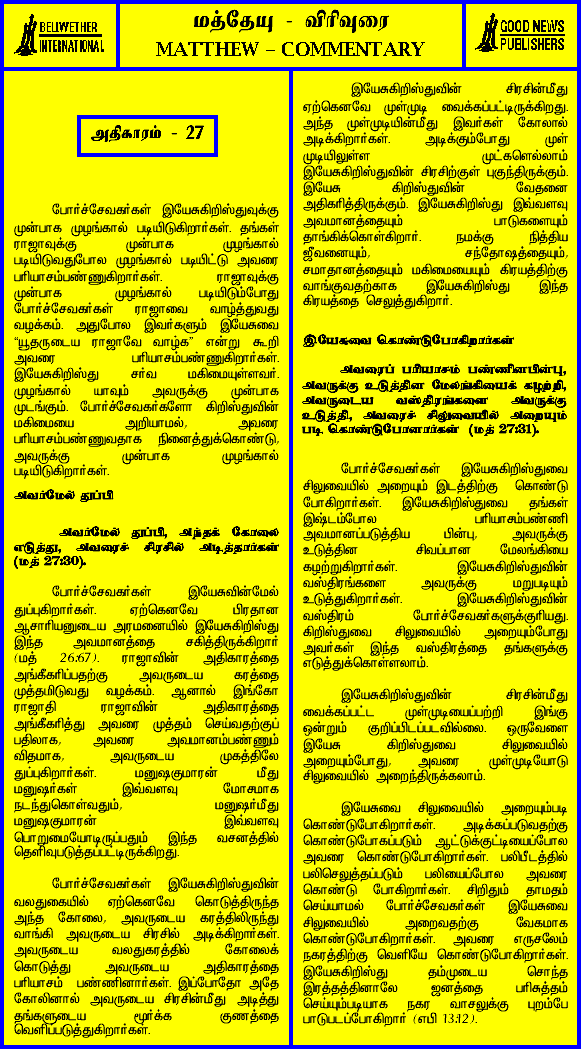 BELLWETHER
INTERNATIONAL
மத்தேயு - விரிவுரை
MATTHEW – COMMENTARY
GOOD NEWS
PUBLISHERS
அதிகாரம் - 27
போர்ச்சேவகர்கள் இயேசுகிறிஸ்துவுக்கு
முன்பாக முழங்கால் படியிடுகிறார்கள். தங்கள்
ராஜாவுக்கு முன்பாக முழங்கால்
படியிடுவதுபோல முழங்கால் படியிட்டு அவரை
பரியாசம்பண்ணுகிறார்கள். ராஜாவுக்கு
முன்பாக முழங்கால் படியிடும்போது
போர்ச்சேவகர்கள் ராஜாவை வாழ்த்துவது
வழக்கம். அதுபோல இவர்களும் இயேசுவை
“யூதருடைய ராஜாவே வாழ்க” என்று கூறி
அவரை பரியாசம்பண்ணுகிறார்கள்.
இயேசுகிறிஸ்து சர்வ மகிமையுள்ளவர்.
முழங்கால் யாவும் அவருக்கு முன்பாக
முடங்கும். போர்ச்சேவகர்களோ கிறிஸ்துவின்
மகிமையை அறியாமல், அவரை
பரியாசம்பண்ணுவதாக நினைத்துக்கொண்டு,
அவருக்கு முன்பாக முழங்கால்
படியிடுகிறார்கள்.
அவர்மேல் துப்பி
அவர்மேல் துப்பி, அந்தக் கோலை
எடுத்து, அவரைச் சிரசில் அடித்தார்கள்
(மத் 27:30).
போர்ச்சேவகர்கள் இயேசுவின்மேல்
துப்புகிறார்கள். ஏற்கெனவே பிரதான
ஆசாரியனுடைய அரமனையில் இயேசுகிறிஸ்து
இந்த அவமானத்தை சகித்திருக்கிறார்
(மத் 26:67). ராஜாவின் அதிகாரத்தை
அங்கீகரிப்பதற்கு அவருடைய கரத்தை
முத்தமிடுவது வழக்கம். ஆனால் இங்கோ
ராஜாதி ராஜாவின் அதிகாரத்தை
அங்கீகரித்து அவரை முத்தம் செய்வதற்குப்
பதிலாக, அவரை அவமானம்பண்ணும்
விதமாக, அவருடைய முகத்திலே
துப்புகிறார்கள். மனுஷகுமாரன் மீது
மனுஷர்கள் இவ்வளவு மோசமாக
நடந்துகொள்வதும், மனுஷர்மீது
மனுஷகுமாரன் இவ்வளவு
பொறுமையோடிருப்பதும் இந்த வசனத்தில்
தெளிவுபடுத்தப்பட்டிருக்கிறது.
போர்ச்சேவகர்கள் இயேசுகிறிஸ்துவின்
வலதுகையில் ஏற்கெனவே கொடுத்திருந்த
அந்த கோலை, அவருடைய கரத்திலிருந்து
வாங்கி அவருடைய சிரசில் அடிக்கிறார்கள்.
அவருடைய வலதுகரத்தில் கோலைக்
கொடுத்து அவருடைய அதிகாரத்தை
பரியாசம் பண்ணினார்கள். இப்போதோ அதே
கோலினால் அவருடைய சிரசின்மீது அடித்து
தங்களுடைய மூர்க்க குணத்தை
வெளிப்படுத்துகிறார்கள்.
இயேசுகிறிஸ்துவின் சிரசின்மீது
ஏற்கெனவே முள்முடி வைக்கப்பட்டிருக்கிறது.
அந்த முள்முடியின்மீது இவர்கள் கோலால்
அடிக்கிறார்கள். அடிக்கும்போது முள்
முடியிலுள்ள முட்களெல்லாம்
இயேசுகிறிஸ்துவின் சிரசிற்குள் புகுந்திருக்கும்.
இயேசு கிறிஸ்துவின் வேதனை
அதிகரித்திருக்கும். இயேசுகிறிஸ்து இவ்வளவு
அவமானத்தையும் பாடுகளையும்
தாங்கிக்கொள்கிறார். நமக்கு நித்திய
ஜீவனையும், சந்தோஷத்தையும்,
சமாதானத்தையும் மகிமையையும் கிரயத்திற்கு
வாங்குவதற்காக இயேசுகிறிஸ்து இந்த
கிரயத்தை செலுத்துகிறார்.
இயேசுவை கொண்டுபோகிறார்கள்
அவரைப் பரியாசம் பண்ணினபின்பு,
அவருக்கு உடுத்தின மேலங்கியைக் கழற்றி,
அவருடைய வஸ்திரங்களை அவருக்கு
உடுத்தி, அவரைச் சிலுவையில் அறையும்
படி கொண்டுபோனார்கள் (மத் 27:31).
போர்ச்சேவகர்கள் இயேசுகிறிஸ்துவை
சிலுவையில் அறையும் இடத்திற்கு கொண்டு
போகிறார்கள். இயேசுகிறிஸ்துவை தங்கள்
இஷ்டம்போல பரியாசம்பண்ணி
அவமானப்படுத்திய பின்பு, அவருக்கு
உடுத்தின சிவப்பான மேலங்கியை
கழற்றுகிறார்கள். இயேசுகிறிஸ்துவின்
வஸ்திரங்களை அவருக்கு மறுபடியும்
உடுத்துகிறார்கள். இயேசுகிறிஸ்துவின்
வஸ்திரம் போர்ச்சேவகர்களுக்குரியது.
கிறிஸ்துவை சிலுவையில் அறையும்போது
அவர்கள் இந்த வஸ்திரத்தை தங்களுக்கு
எடுத்துக்கொள்ளலாம்.
இயேசுகிறிஸ்துவின் சிரசின்மீது
வைக்கப்பட்ட முள்முடியைப்பற்றி இங்கு
ஒன்றும் குறிப்பிடப்படவில்லை. ஒருவேளை
இயேசு கிறிஸ்துவை சிலுவையில்
அறையும்போது, அவரை முள்முடியோடு
சிலுவையில் அறைந்திருக்கலாம்.
இயேசுவை சிலுவையில் அறையும்படி
கொண்டுபோகிறார்கள். அடிக்கப்படுவதற்கு
கொண்டுபோகப்படும் ஆட்டுக்குட்டியைப்போல
அவரை கொண்டுபோகிறார்கள். பலிபீடத்தில்
பலிசெலுத்தப்படும் பலியைப்போல அவரை
கொண்டு போகிறார்கள். சிறிதும் தாமதம்
செய்யாமல் போர்ச்சேவகர்கள் இயேசுவை
சிலுவையில் அறைவதற்கு வேகமாக
கொண்டுபோகிறார்கள். அவரை எருசலேம்
நகரத்திற்கு வெளியே கொண்டுபோகிறார்கள்.
இயேசுகிறிஸ்து தம்முடைய சொந்த
இரத்தத்தினாலே ஜனத்தை பரிசுத்தம்
செய்யும்படியாக நகர வாசலுக்கு புறம்பே
பாடுபடப்போகிறார் (எபி 13:12).